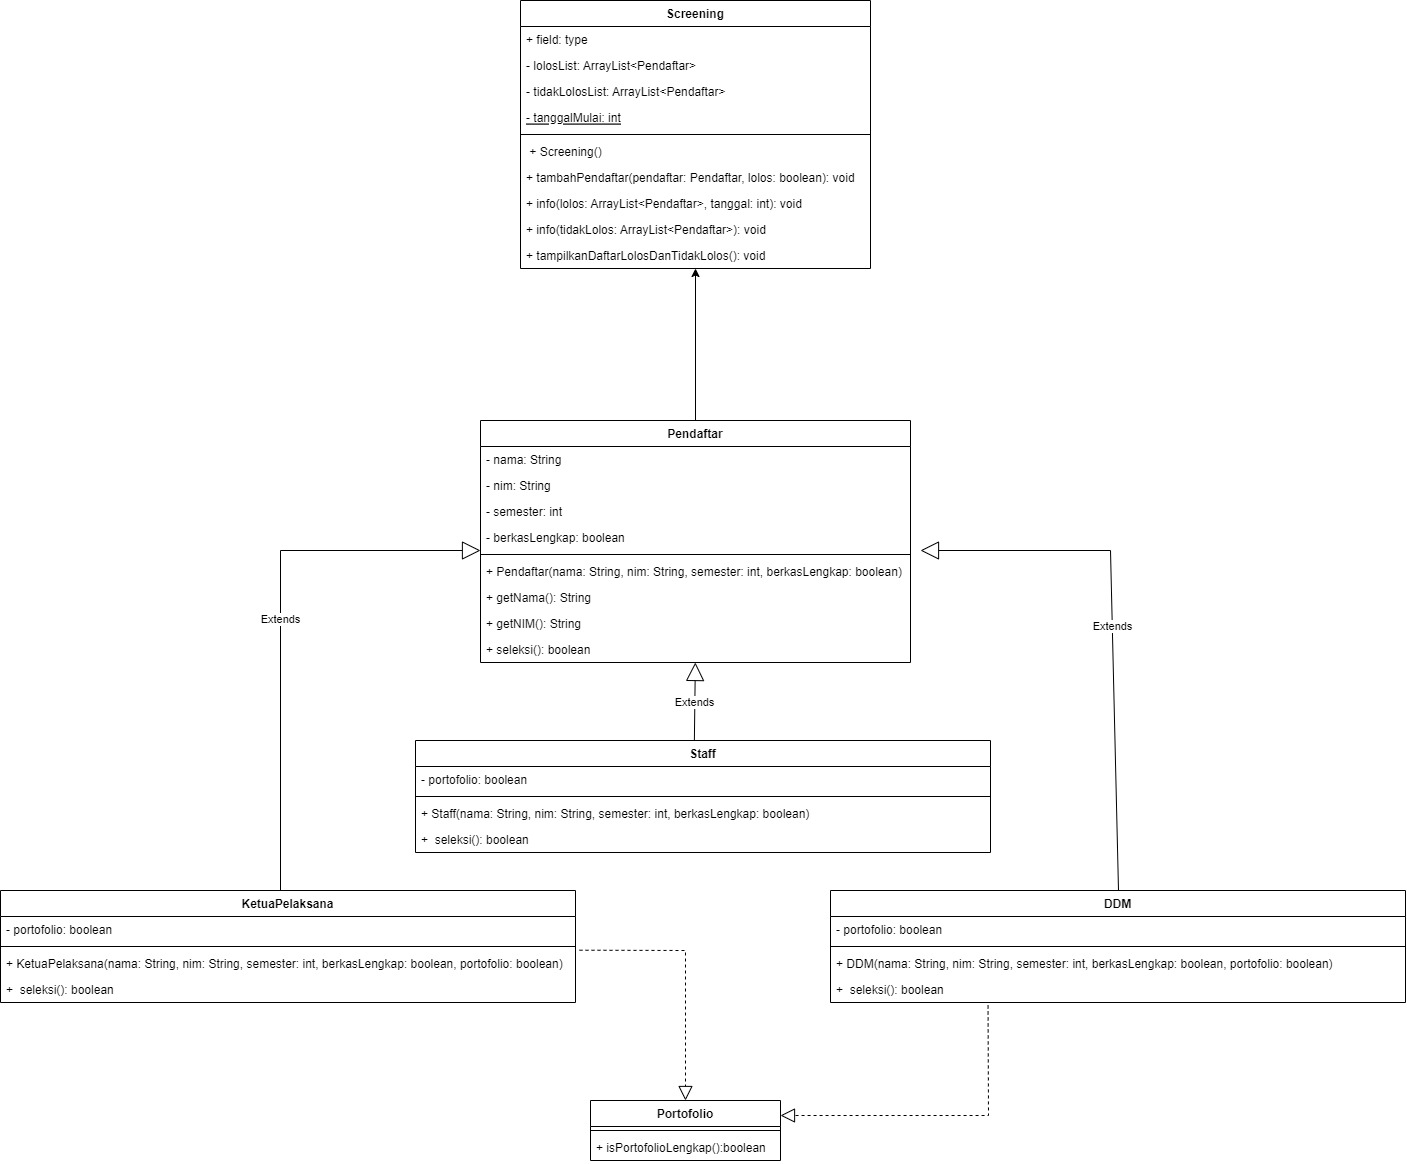 Screening
+ field: type
- lolosList: ArrayList<Pendaftar>
- tidakLolosList: ArrayList<Pendaftar>
- tanggalMulai: int
+ Screening()
+ tambahPendaftar(pendaftar: Pendaftar, lolos: boolean): void
+ info(lolos: ArrayList<Pendaftar>, tanggal: int): void
+ info(tidakLolos: ArrayList<Pendaftar>): void
+ tampilkanDaftarLolosDanTidakLolos(): void
Pendaftar
- nama: String
- nim: String
- semester: int
- berkasLengkap: boolean
+ Pendaftar(nama: String, nim: String, semester: int, berkasLengkap: boolean)
+ getNama(): String
+ getNIM(): String
+ seleksi(): boolean
Extends
Extends
Extends
Staff
- portofolio: boolean
+ Staff(nama: String, nim: String, semester: int, berkasLengkap: boolean)
+  seleksi(): boolean
KetuaPelaksana
- portofolio: boolean
+ KetuaPelaksana(nama: String, nim: String, semester: int, berkasLengkap: boolean, portofolio: boolean)
+  seleksi(): boolean
DDM
- portofolio: boolean
+ DDM(nama: String, nim: String, semester: int, berkasLengkap: boolean, portofolio: boolean)
+  seleksi(): boolean
Portofolio
+ isPortofolioLengkap():boolean